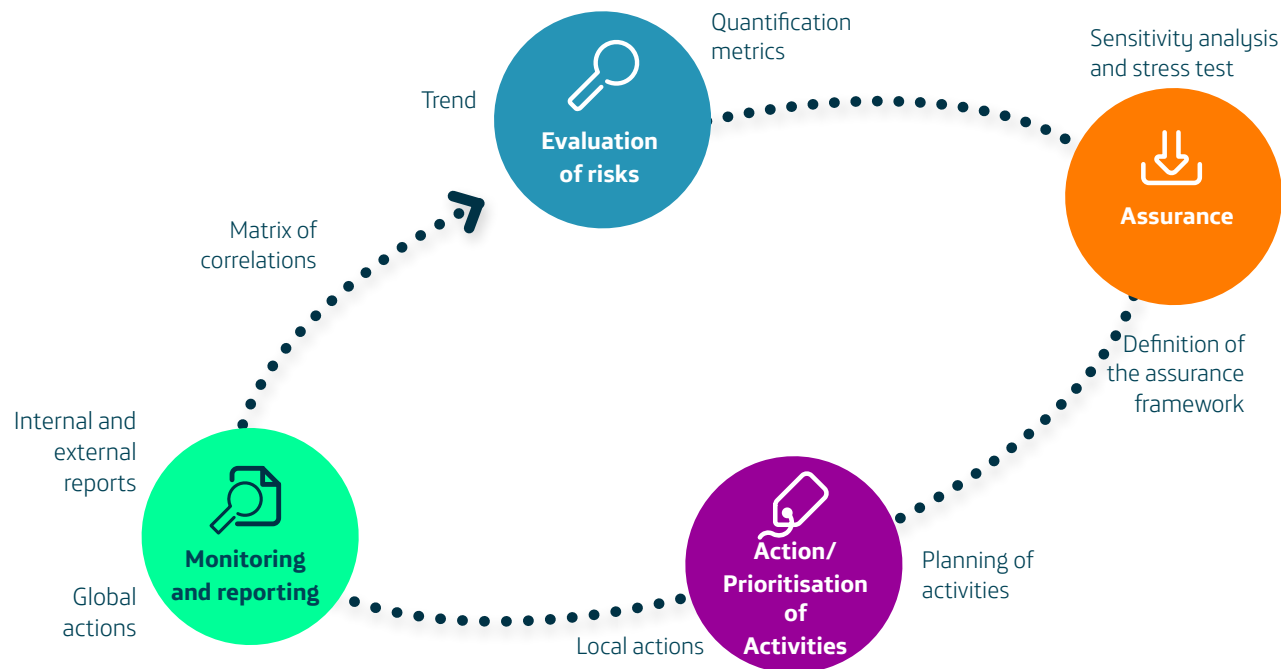 Quantification
metrics
Sensitivity analysis
and stress test
Trend
Evaluation
of risks
Assurance
Matrix of
correlations
Definition of
the assurance
framework
Internal and
external
reports
Monitoring
and reporting
Action/
Prioritisation
of
Activities
Planning of
activities
Global
actions
Local actions